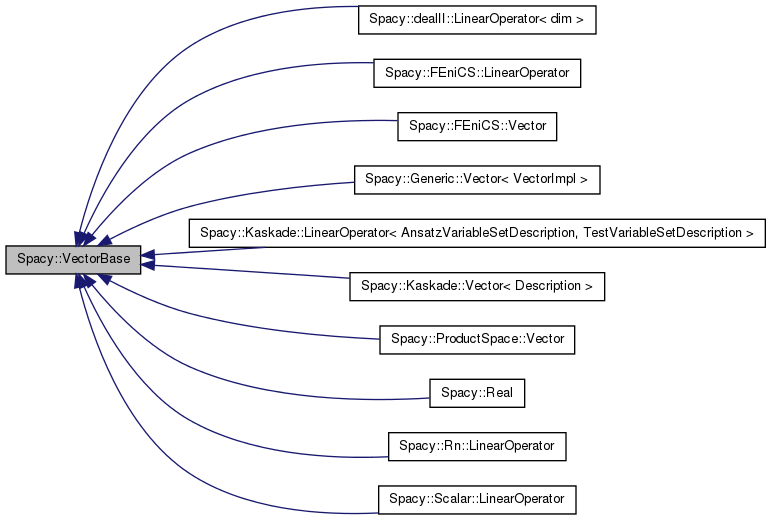 Spacy::dealII::LinearOperator< dim >
Spacy::FEniCS::LinearOperator
Spacy::FEniCS::Vector
Spacy::Generic::Vector< VectorImpl >
Spacy::Kaskade::LinearOperator< AnsatzVariableSetDescription, TestVariableSetDescription >
Spacy::VectorBase
Spacy::Kaskade::Vector< Description >
Spacy::ProductSpace::Vector
Spacy::Real
Spacy::Rn::LinearOperator
Spacy::Scalar::LinearOperator